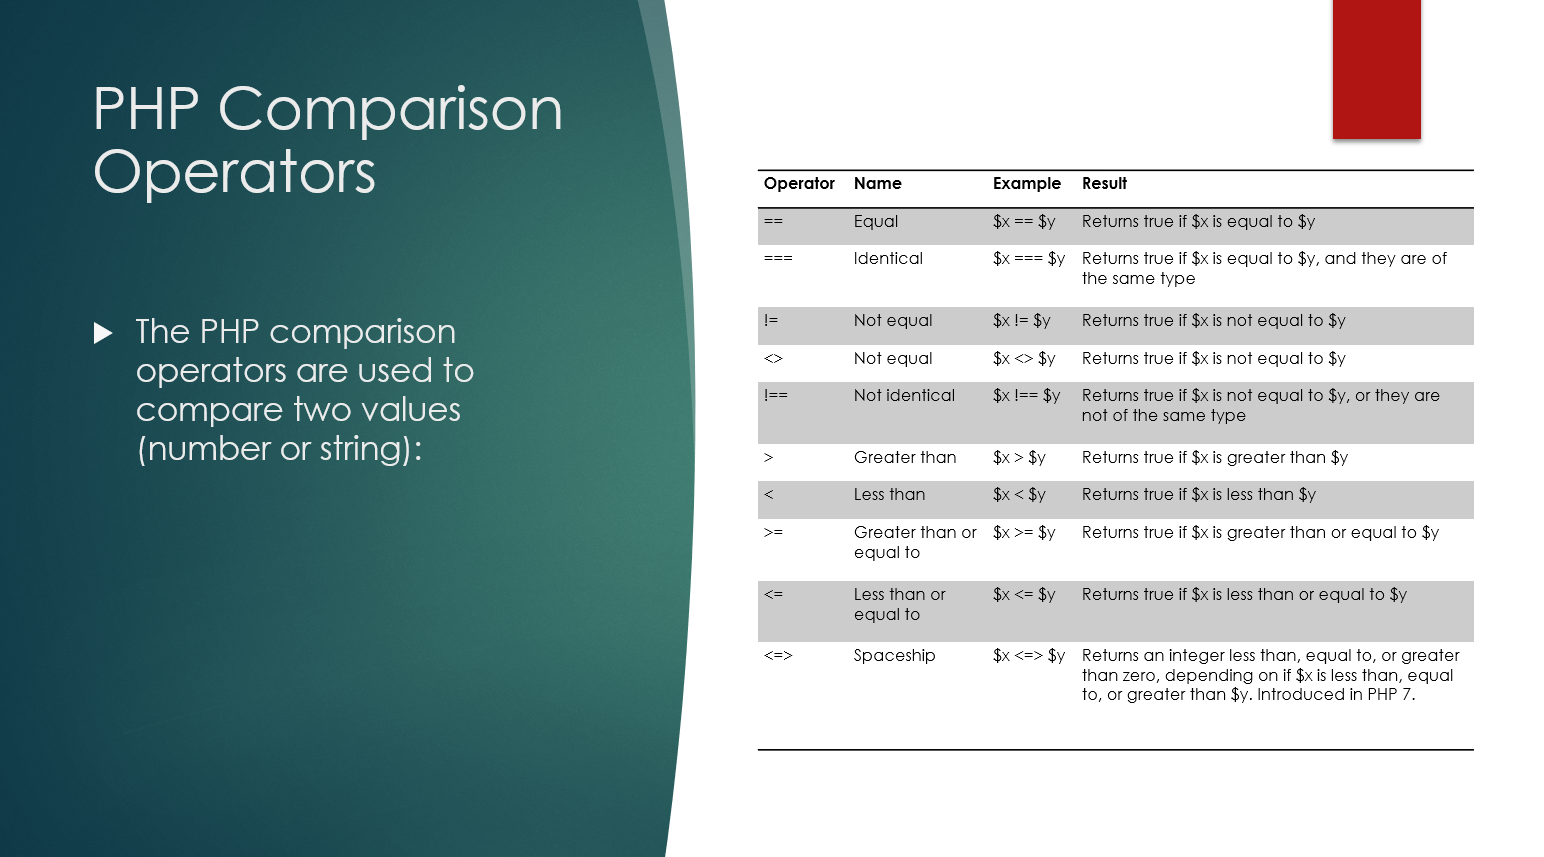 PHP Comparison
Operators
The PHP comparison
operators are used to
compare two values
(number or string):
Operator Name Example Result
== Equal $x == $y Returns true if $x is equal to $y
=== Identical $x === $y Returns true if $x is equal to $y, and they are of
the same type
!= Not equal $x != $y Returns true if $x is not equal to $y
<> Not equal $x <> $y Returns true if $x is not equal to $y
!== Not identical $x !== $y Returns true if $x is not equal to $y, or they are
not of the same type
> Greater than $x > $y Returns true if $x is greater than $y
< Less than $x < $y Returns true if $x is less than $y
>= Greater than or $x >= $y Returns true if $x is greater than or equal to $y
equal to
<= Less than or $x <= $y Returns true if $x is less than or equal to $y
equal to
<=> Spaceship $x <=> $y Returns an integer less than, equal to, or greater
than zero, depending on if $x is less than, equal
to, or greater than $y. Introduced in PHP 7.